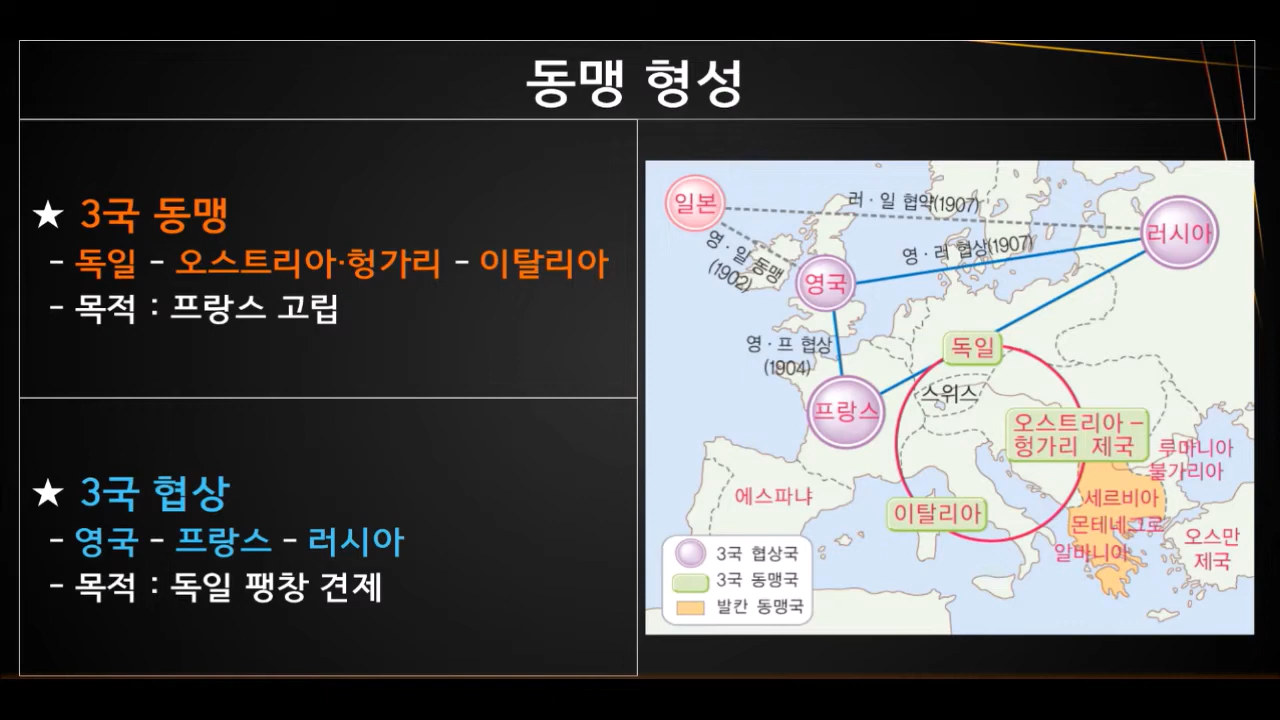 동맹 형성
★ 3국 동맹
- 독일 - 오스트리아·헝가리 - 이탈리아
- 목적 : 프랑스 고립
★ 3국 협상
- 영국 - 프랑스 - 러시아
- 목적 : 독일 팽창 견제
일본
러·일 협약(1907)
러시아
영·일 동맹
(1902)
영·러 협상(1907)
영국
영·프 협상
(1904)
독일
스위스
프랑스
오스트리아 –
헝가리 제국
루마니아
불가리아
에스파냐
세르비아
이탈리아
몬테네그로
알바니아
오스만
제국
3국 협상국
3국 동맹국
발칸 동맹국